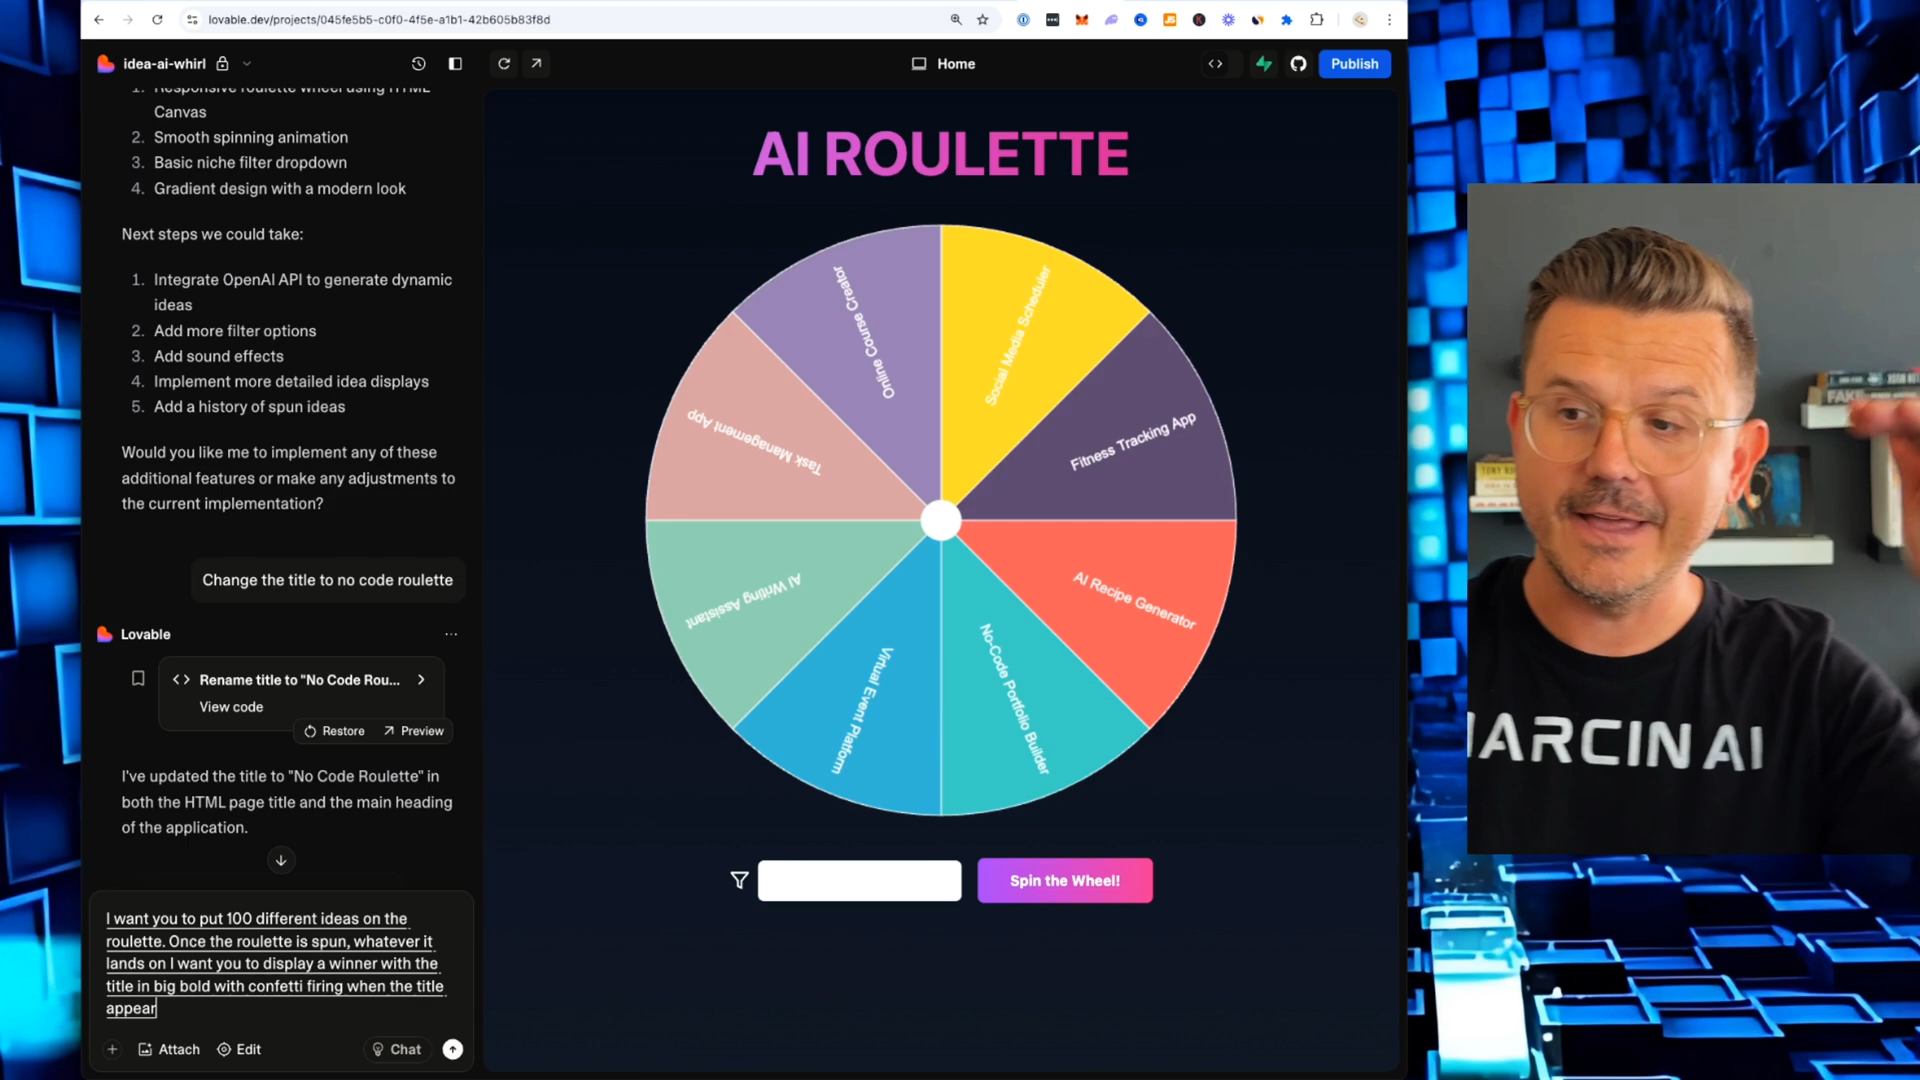 lovable.dev/projects/045fe5b5-c0f0-4f5e-a1b1-42b605b83f8d
idea-ai-whirl
Home
Publish
1. Responsive roulette wheel using HTML
Canvas
2. Smooth spinning animation
3. Basic niche filter dropdown
4. Gradient design with a modern look
Next steps we could take:
1. Integrate OpenAI API to generate dynamic
ideas
2. Add more filter options
3. Add sound effects
4. Implement more detailed idea displays
5. Add a history of spun ideas
Would you like me to implement any of these
additional features or make any adjustments to
the current implementation?
Change the title to no code roulette
Lovable
Rename title to "No Code Rou...
View code
Restore
Preview
I've updated the title to "No Code Roulette" in
both the HTML page title and the main heading
of the application.
I want you to put 100 different ideas on the
roulette. Once the roulette is spun, whatever it
lands on I want you to display a winner with the
title in big bold with confetti firing when the title
appear
Attach
Edit
Chat
AI ROULETTE
Online Course Creator
Social Media Scheduler
Task Management App
Fitness Tracking App
AI Writing Assistant
AI Recipe Generator
Virtual Event Platform
No-Code Portfolio Builder
Spin the Wheel!
FAKE
ARCIN AI